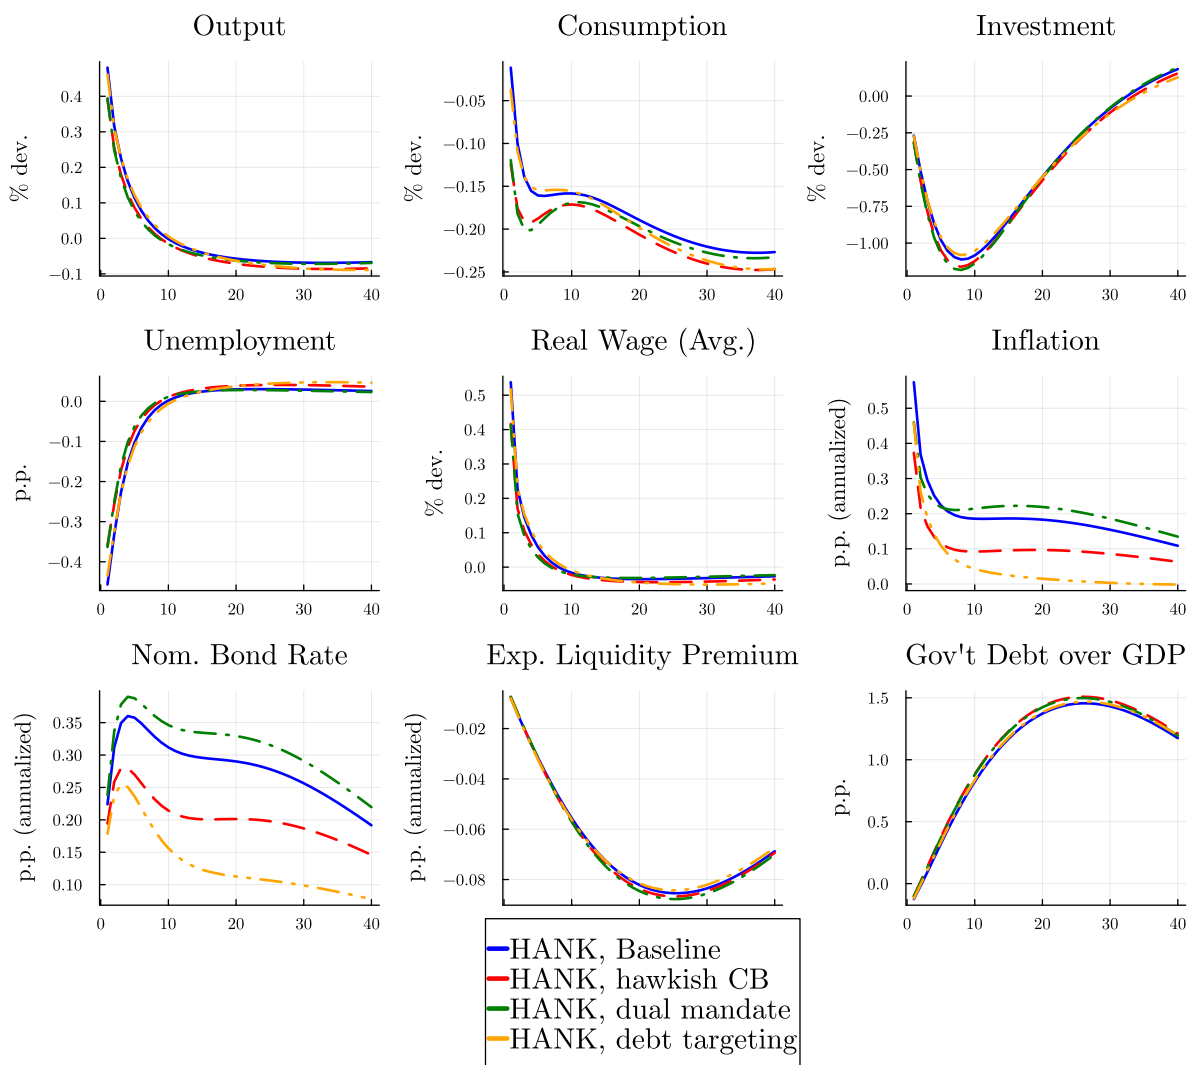 Output
Consumption
Investment
% dev.
0.4
0.3
0.2
0.1
0.0
−0.1
0 10 20 30 40
% dev.
−0.05
−0.10
−0.15
−0.20
−0.25
0 10 20 30 40
% dev.
0.00
−0.25
−0.50
−0.75
−1.00
0 10 20 30 40
Unemployment
Real Wage (Avg.)
Inflation
p.p.
0.0
−0.1
−0.2
−0.3
−0.4
0 10 20 30 40
% dev.
0.5
0.4
0.3
0.2
0.1
0.0
0 10 20 30 40
p.p. (annualized)
0.5
0.4
0.3
0.2
0.1
0.0
0 10 20 30 40
Nom. Bond Rate
Exp. Liquidity Premium
Gov't Debt over GDP
p.p. (annualized)
0.35
0.30
0.25
0.20
0.15
0.10
0 10 20 30 40
p.p. (annualized)
−0.02
−0.04
−0.06
−0.08
p.p.
1.5
1.0
0.5
0.0
0 10 20 30 40
HANK, Baseline
HANK, hawkish CB
HANK, dual mandate
HANK, debt targeting